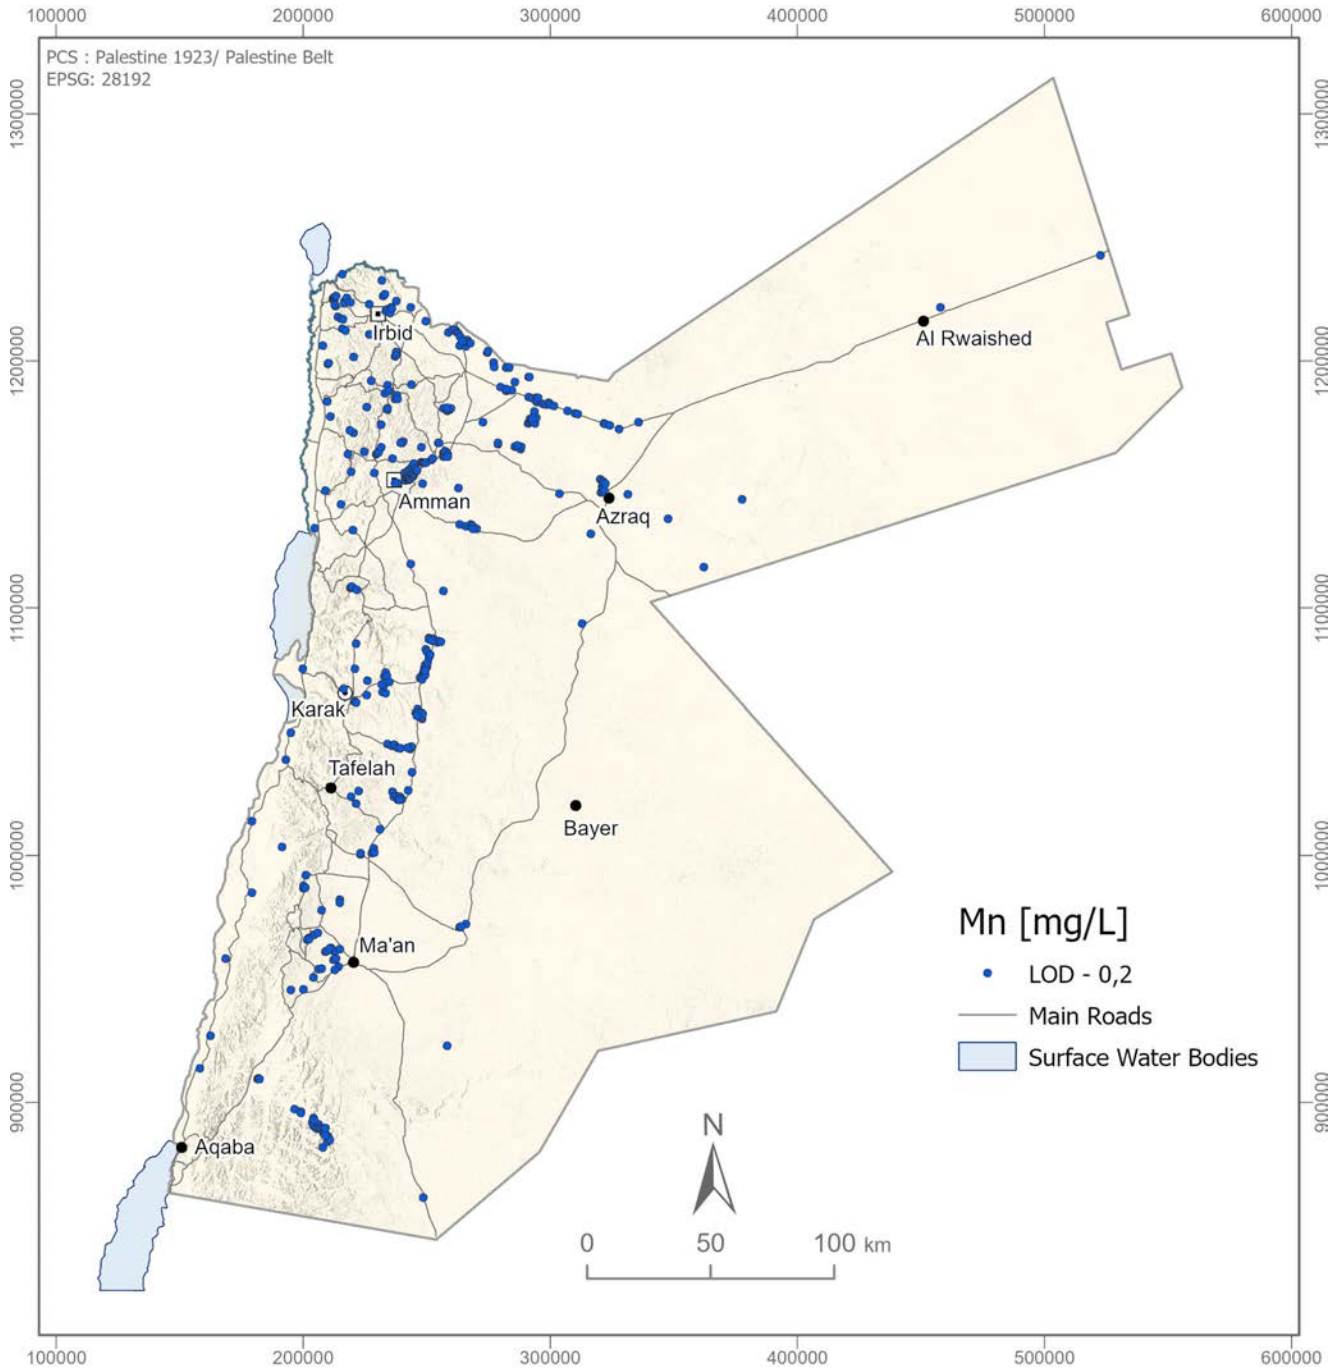 100000 200000 300000 400000 500000 600000
PCS : Palestine 1923/ Palestine Belt
EPSG: 28192
1300000 1300000
Irbid
Al Rwaished
1200000 1200000
Amman
Azraq
1100000 1100000
Karak
Tafelah
Bayer
1000000 1000000
Ma'an
Mn [mg/L]
LOD - 0,2
Main Roads
Surface Water Bodies
900000 900000
Aqaba
N
0 50 100 km
100000 200000 300000 400000 500000 600000